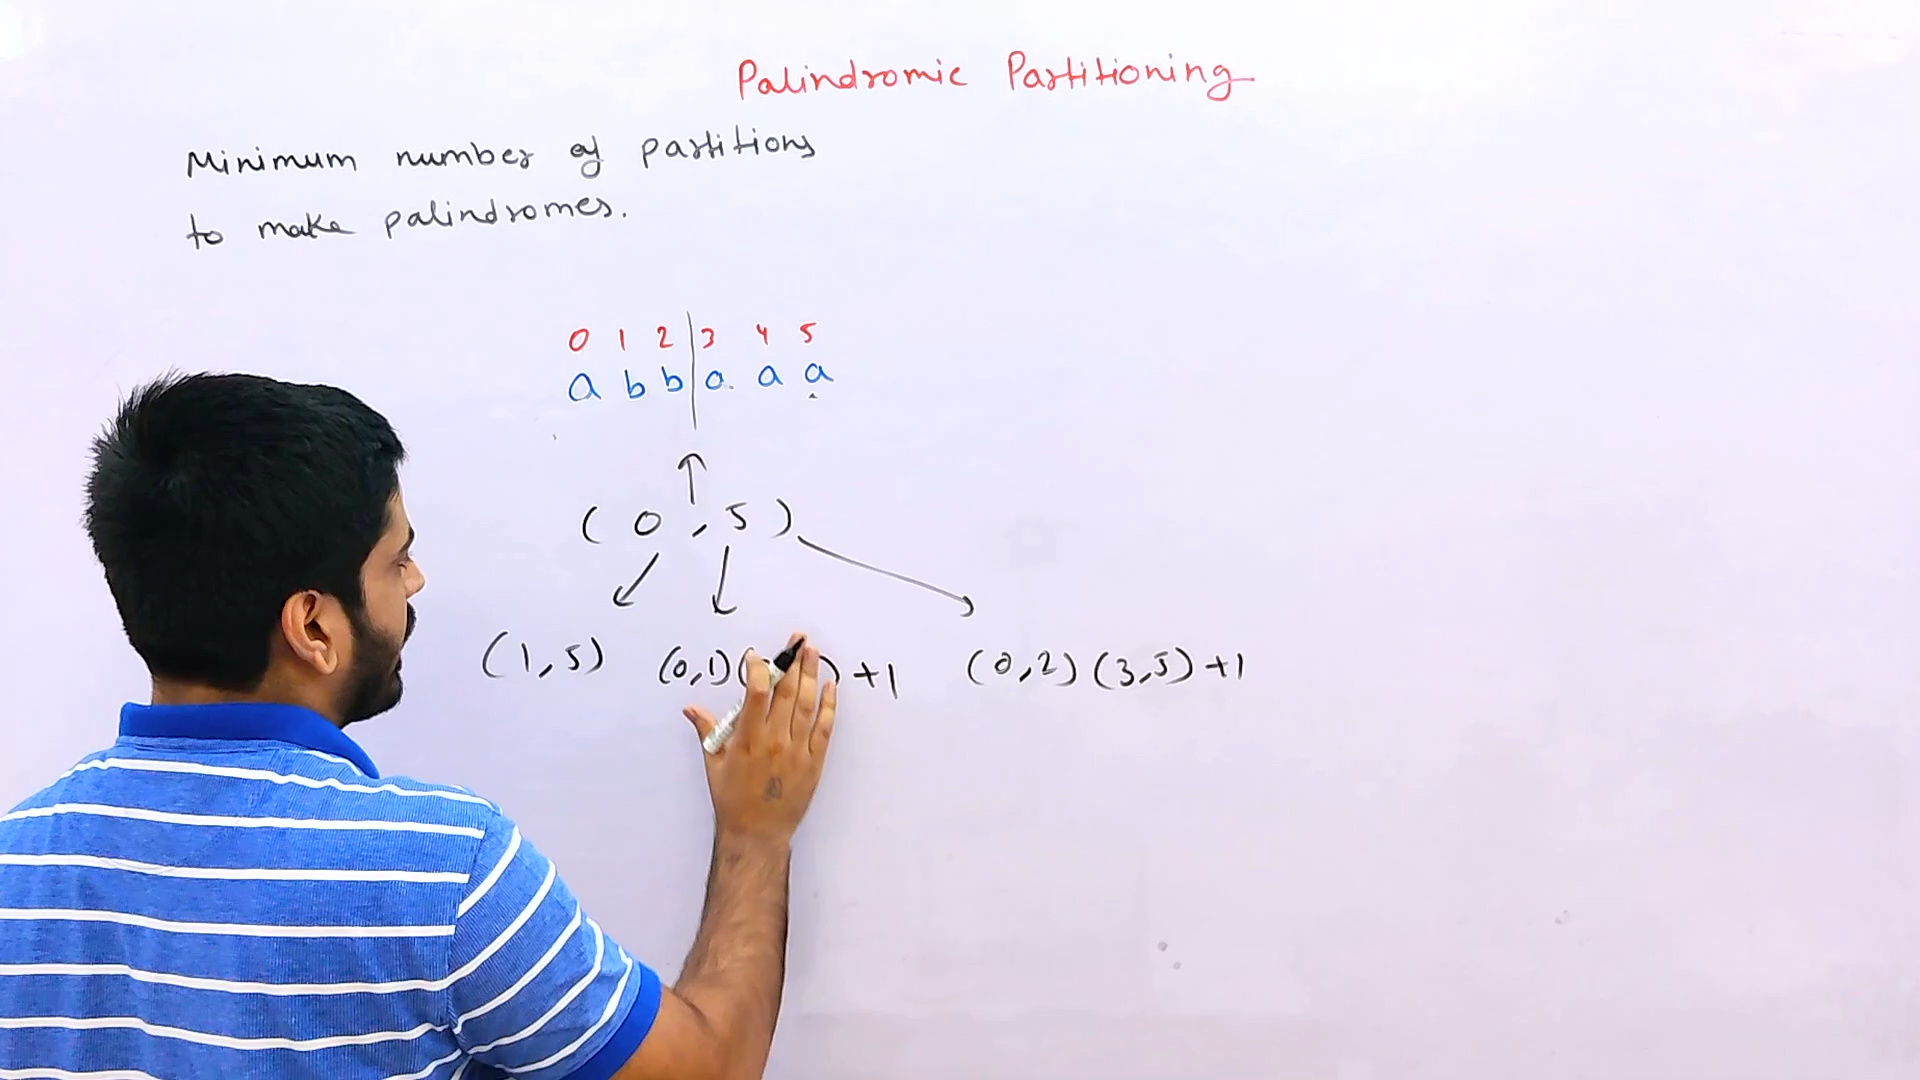 Palindromic Partitioning
Minimum number of partitions
to make palindromes.
0 1 2 3 4 5
a b b a a a
( 0 , 5 )
(1,5) (0,1)( ) +1 (0,2) (3,5) +1